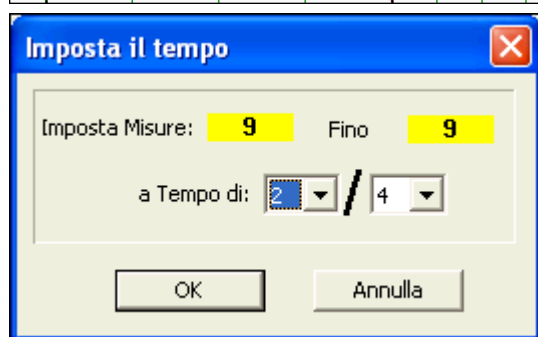 Imposta il tempo
Imposta Misure: 9 Fino 9
a Tempo di: 2 / 4
OK Annulla